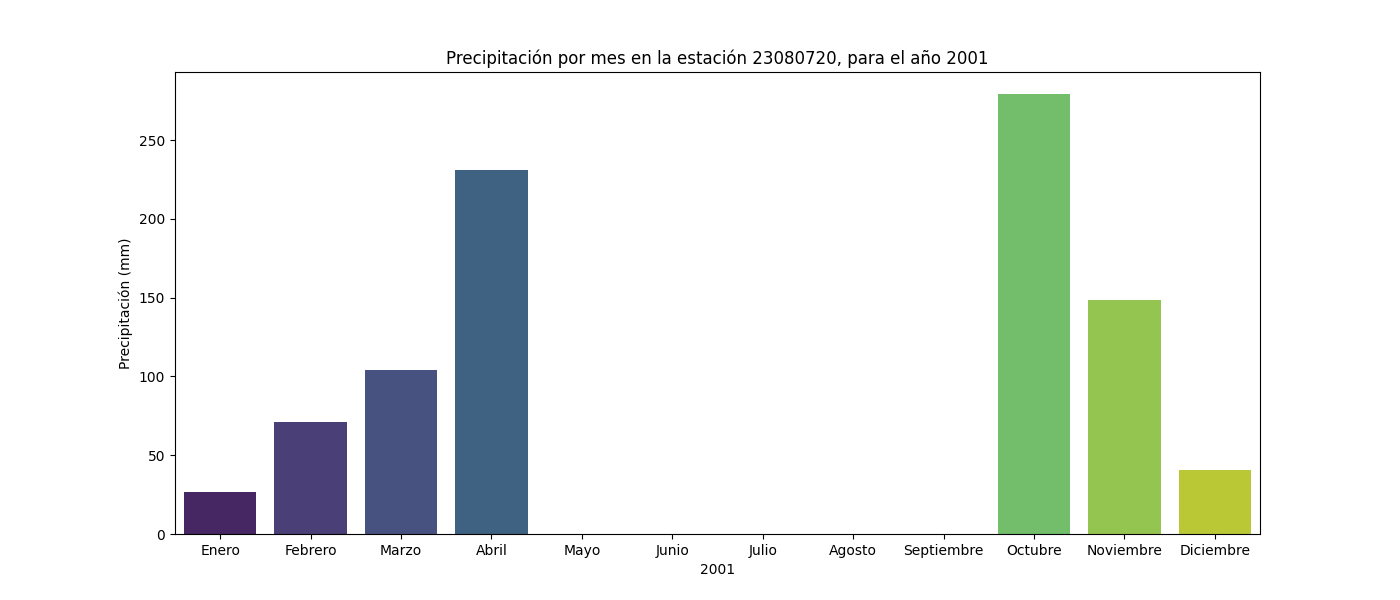 Precipitación por mes en la estación 23080720, para el año 2001
Precipitación (mm)
250
200
150
100
50
0
Enero Febrero Marzo Abril Mayo Junio Julio Agosto Septiembre Octubre Noviembre Diciembre
2001